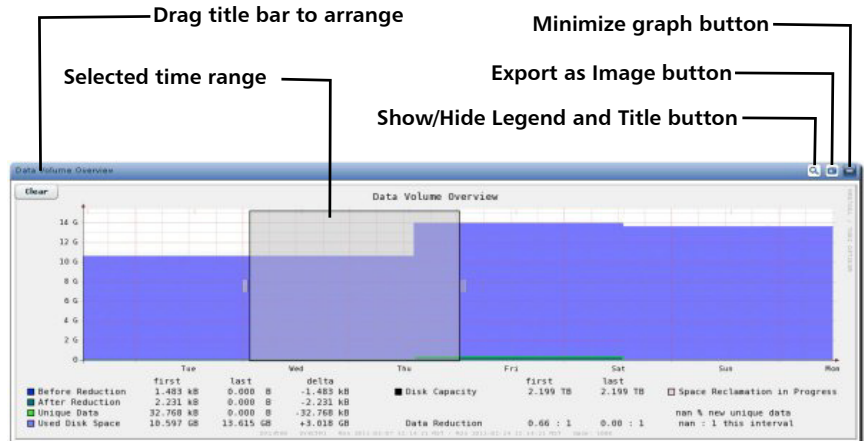 Drag title bar to arrange
Minimize graph button
Selected time range
Export as Image button
Show/Hide Legend and Title button
Data Volume Overview
Clear
Data Volume Overview
14 G
12 G
10 G
8 G
6 G
4 G
2 G
0
Tue Wed Thu Fri Sat Sun Mon
first last delta first last
Before Reduction 1.483 kB 0.000 B -1.483 kB Disk Capacity 2.199 TB 2.199 TB Space Reclamation in Progress
After Reduction 2.231 kB 0.000 B -2.231 kB
Unique Data 32.768 kB 0.000 B -32.768 kB nan % new unique data
Used Disk Space 10.597 GB 13.615 GB +3.018 GB Data Reduction 0.66 : 1 0.00 : 1 nan : 1 this interval